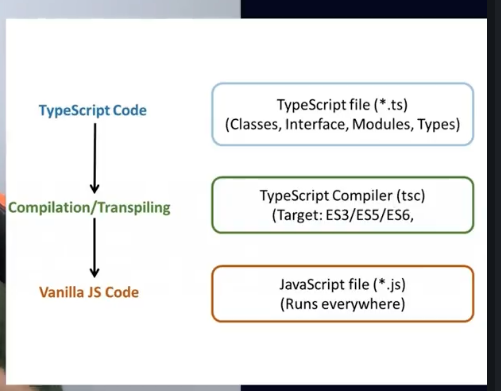 TypeScript Code
TypeScript file (*.ts)
(Classes, Interface, Modules, Types)
Compilation/Transpiling
TypeScript Compiler (tsc)
(Target: ES3/ES5/ES6,
Vanilla JS Code
JavaScript file (*.js)
(Runs everywhere)